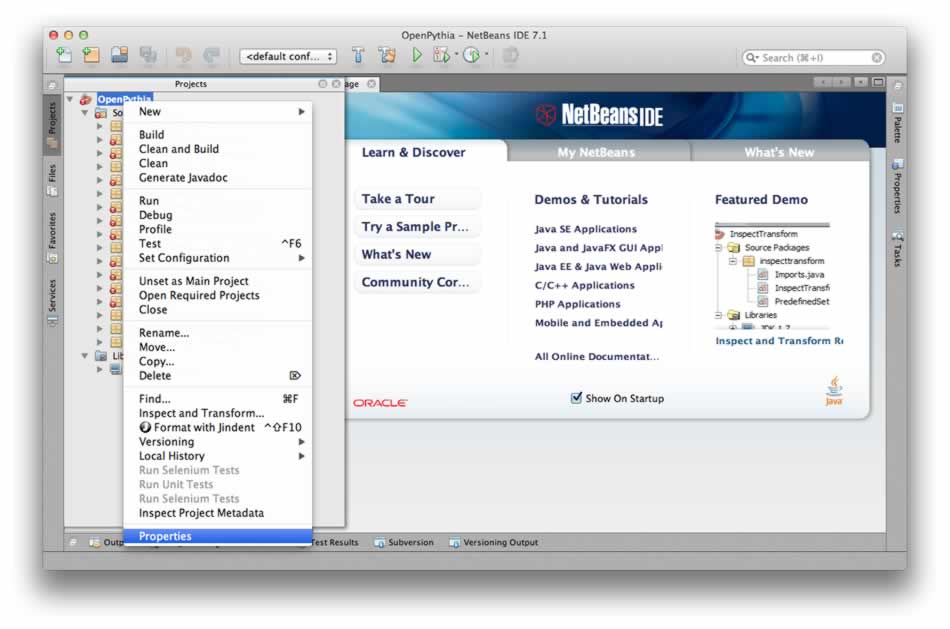 OpenPythia – NetBeans IDE 7.1
<default conf...
Search (⌘+I)
Projects
age
Projects
Files
Favorites
Services
Palette
Properties
Tasks
OpenPythia
So
Lib
New
Build
Clean and Build
Clean
Generate Javadoc
Run
Debug
Profile
Test ^F6
Set Configuration
Unset as Main Project
Open Required Projects
Close
Rename...
Move...
Copy...
Delete ⌦
Find... ⌘F
Inspect and Transform...
Format with Jindent ^⇧F10
Versioning
Local History
Run Selenium Tests
Run Unit Tests
Run Selenium Tests
Inspect Project Metadata
Properties
NetBeans IDE
Learn & Discover
My NetBeans
What's New
Take a Tour
Try a Sample Pr...
What's New
Community Cor...
Demos & Tutorials
Java SE Applications
Java and JavaFX GUI Appl
Java EE & Java Web Appli
C/C++ Applications
PHP Applications
Mobile and Embedded Ap
All Online Documentat...
Featured Demo
InspectTransform
Source Packages
inspecttransform
Imports.java
InspectTransf
PredefinedSet
Libraries
JDK 1.7
Inspect and Transform Re
ORACLE
Show On Startup
Java
Outp
Test Results
Subversion
Versioning Output